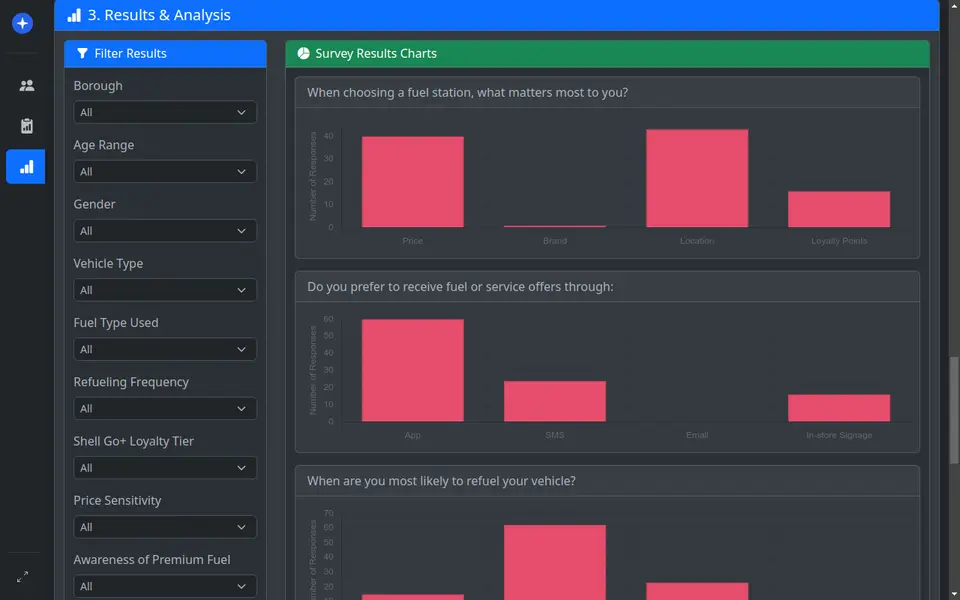 3. Results & Analysis
Filter Results
Borough
All
Age Range
All
Gender
All
Vehicle Type
All
Fuel Type Used
All
Refueling Frequency
All
Shell Go+ Loyalty Tier
All
Price Sensitivity
All
Awareness of Premium Fuel
All
Survey Results Charts
When choosing a fuel station, what matters most to you?
Number of Responses
40
30
20
10
0
Price Brand Location Loyalty Points
Do you prefer to receive fuel or service offers through:
Number of Responses
60
50
40
30
20
10
0
App SMS Email In-store Signage
When are you most likely to refuel your vehicle?
of Responses
70
60
50
40
30
20